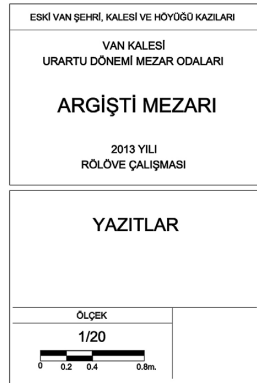 ESKİ VAN ŞEHRİ, KALESİ VE HÖYÜĞÜ KAZILARI
VAN KALESİ
URARTU DÖNEMİ MEZAR ODALARI
ARGİŞTİ MEZARI
2013 YILI
RÖLÖVE ÇALIŞMASI
YAZITLAR
ÖLÇEK
1/20
0 0.2 0.4 0.8m.